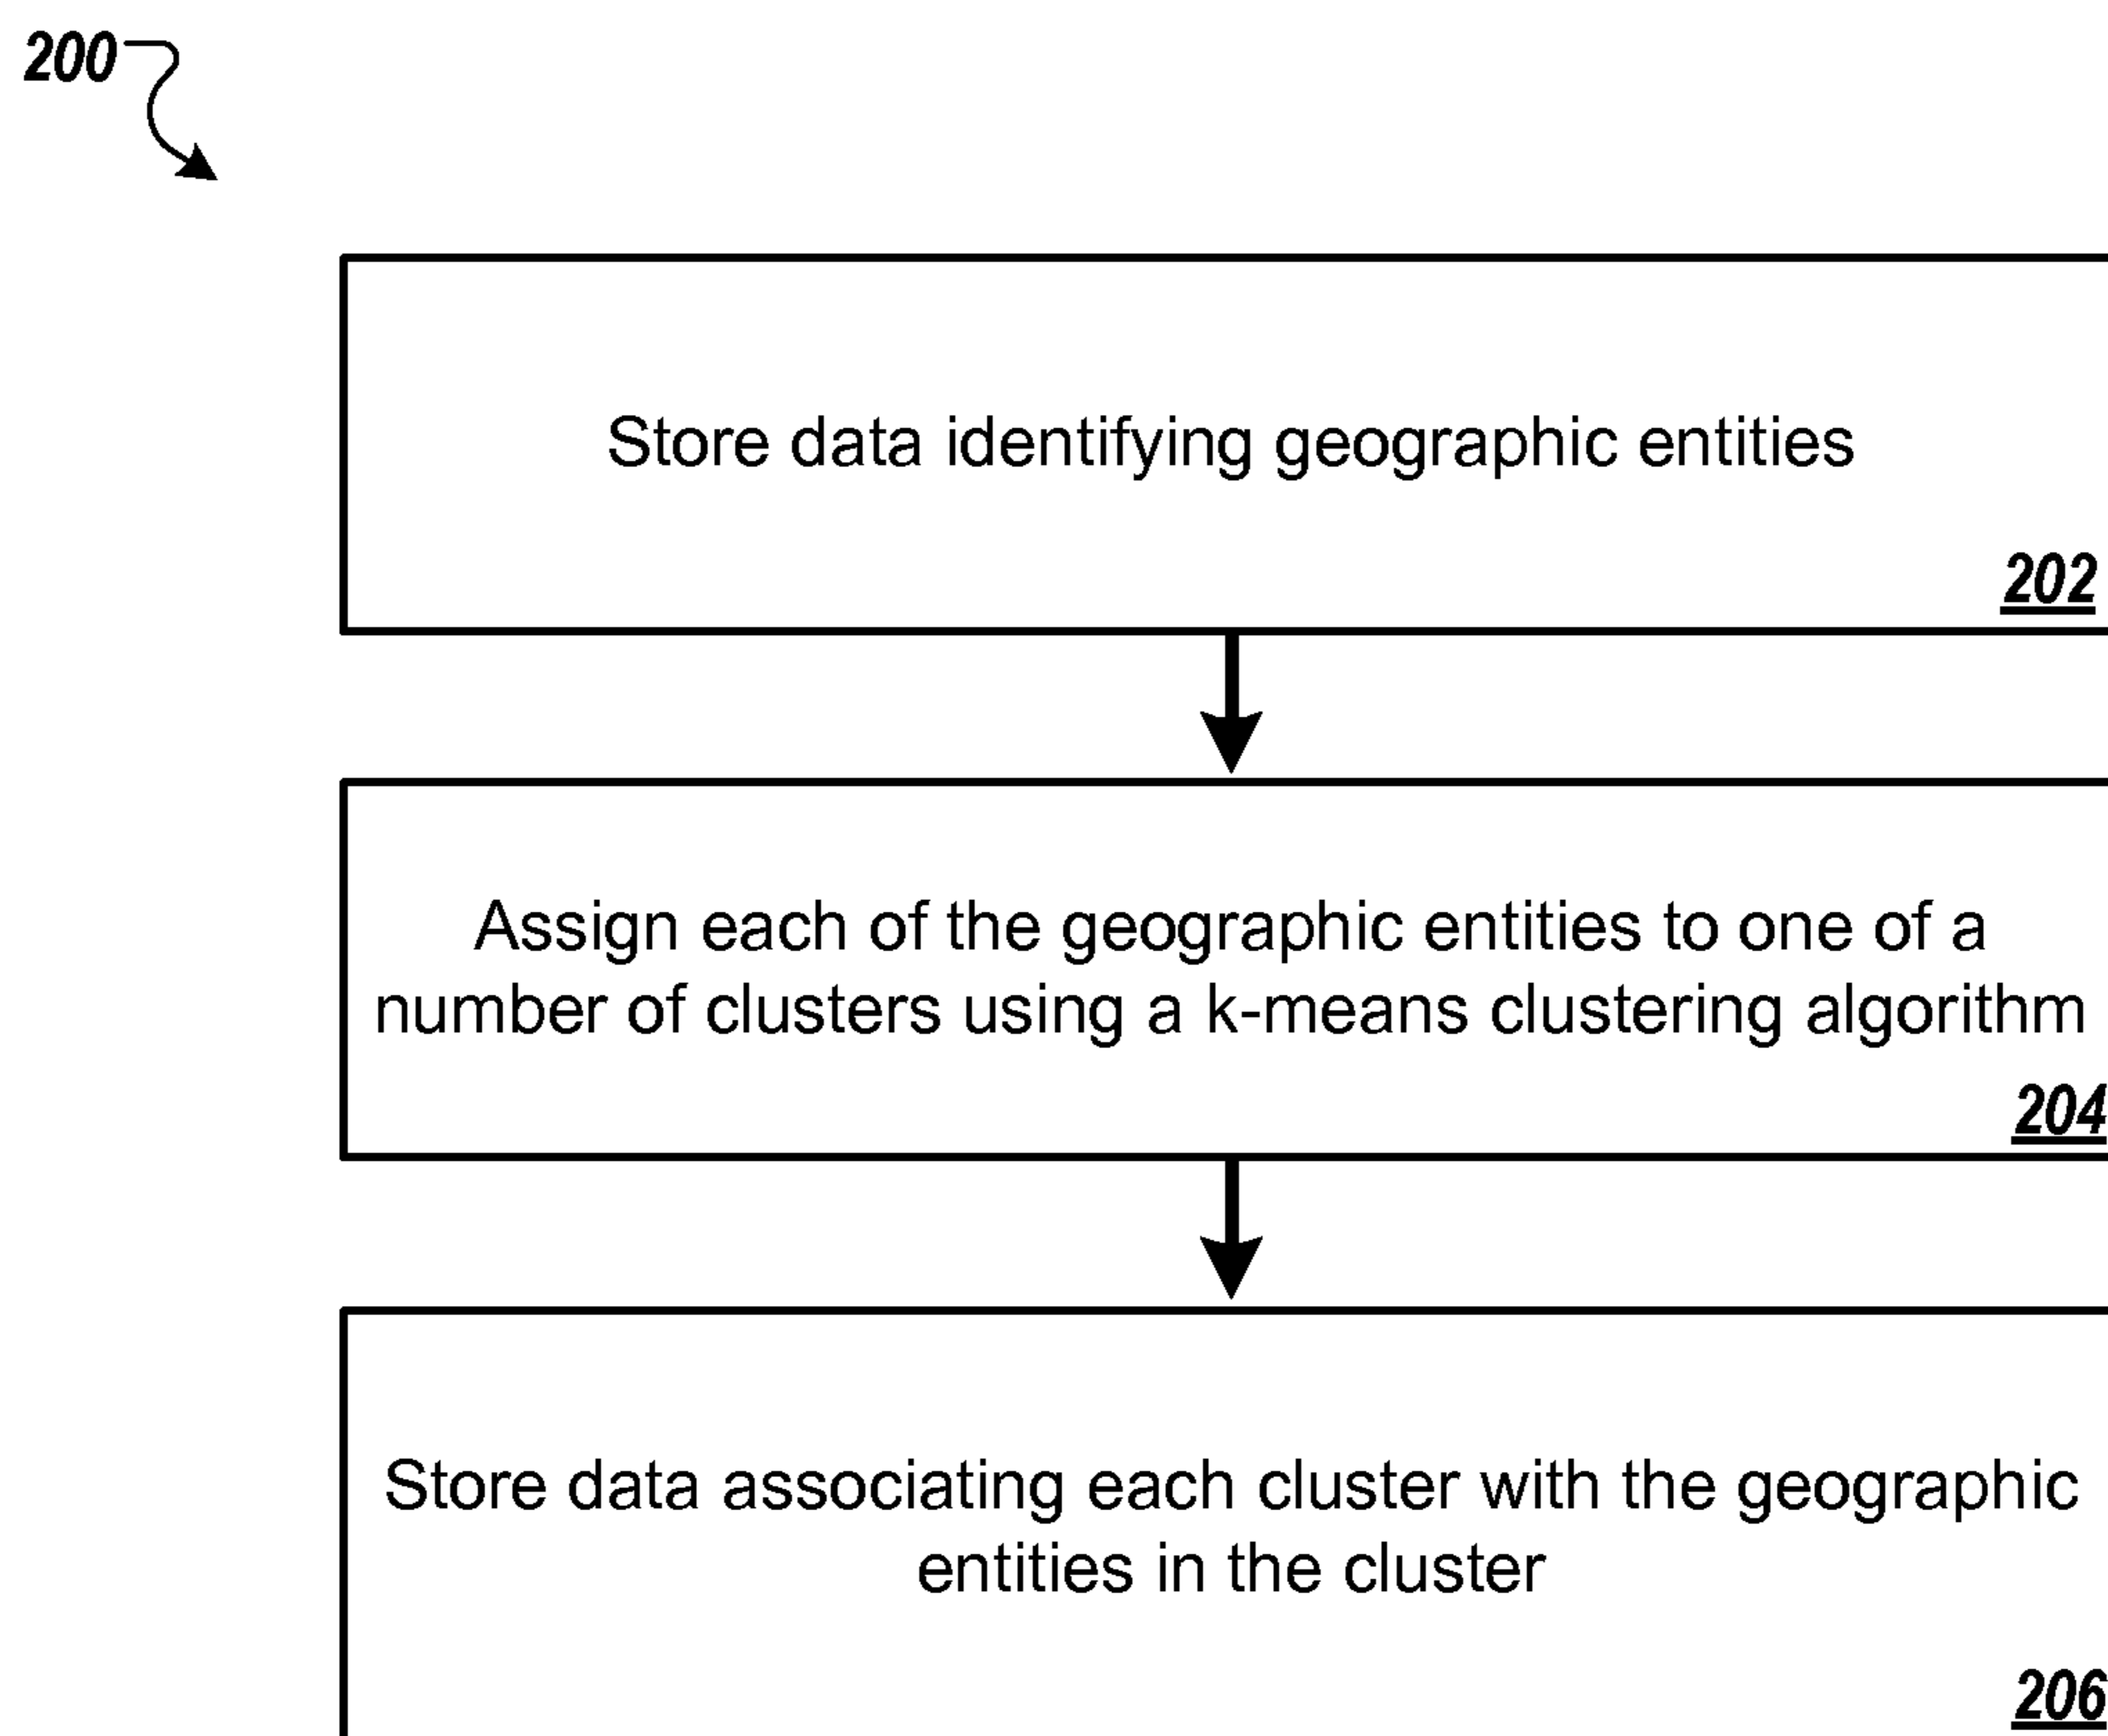 200
Store data identifying geographic entities
202
Assign each of the geographic entities to one of a
number of clusters using a k-means clustering algorithm
204
Store data associating each cluster with the geographic
entities in the cluster
206